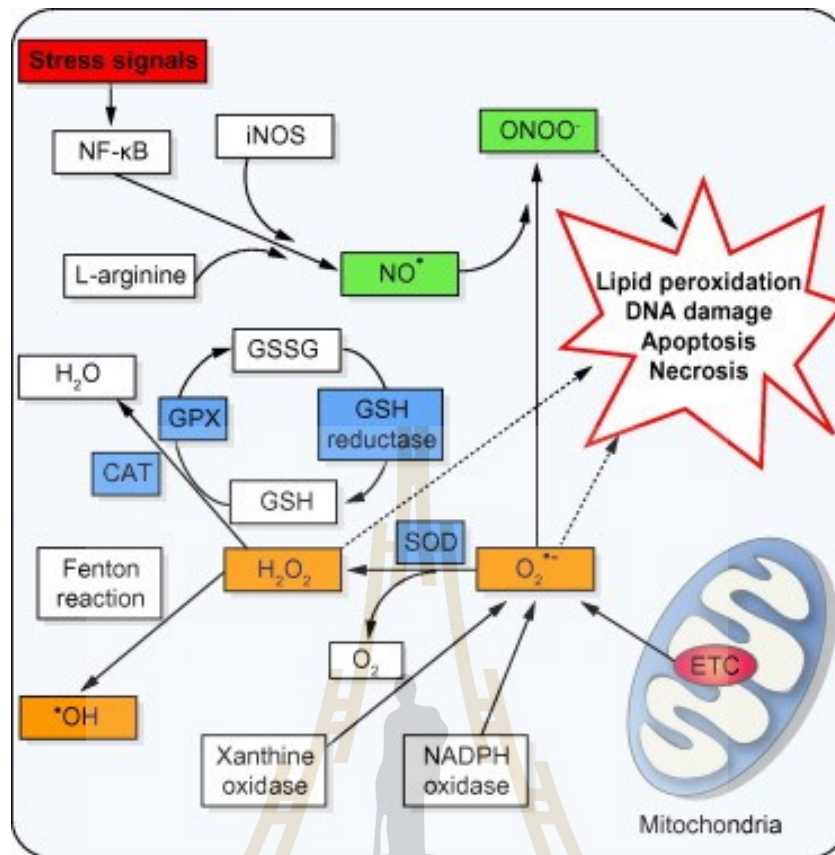 Stress signals
NF-κB
iNOS
ONOO⁻
L-arginine
NO•
Lipid peroxidation
DNA damage
Apoptosis
Necrosis
H₂O
GSSG
GPX
GSH
reductase
CAT
GSH
SOD
Fenton
reaction
H₂O₂
O₂•⁻
O₂
ETC
•OH
Xanthine
oxidase
NADPH
oxidase
Mitochondria